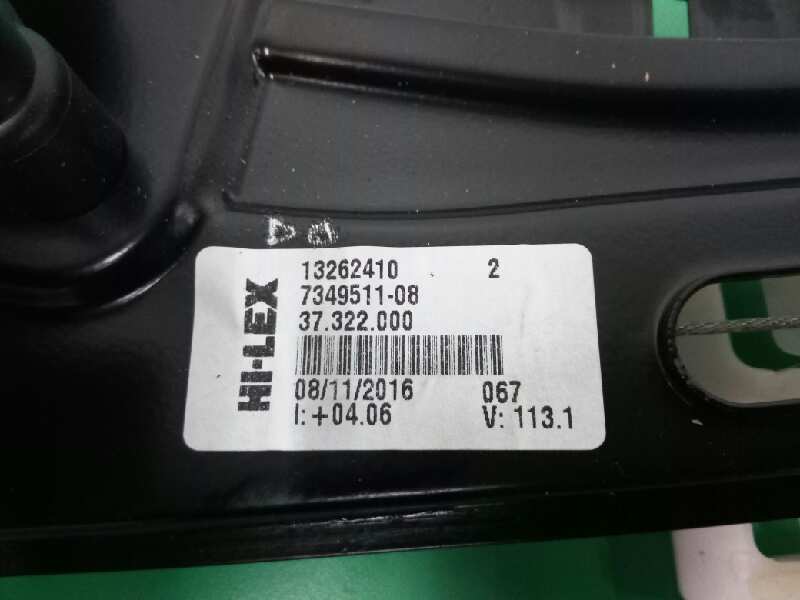 HI-LEX
13262410 2
7349511-08
37.322.000
08/11/2016 067
I: +04.06 V: 113.1